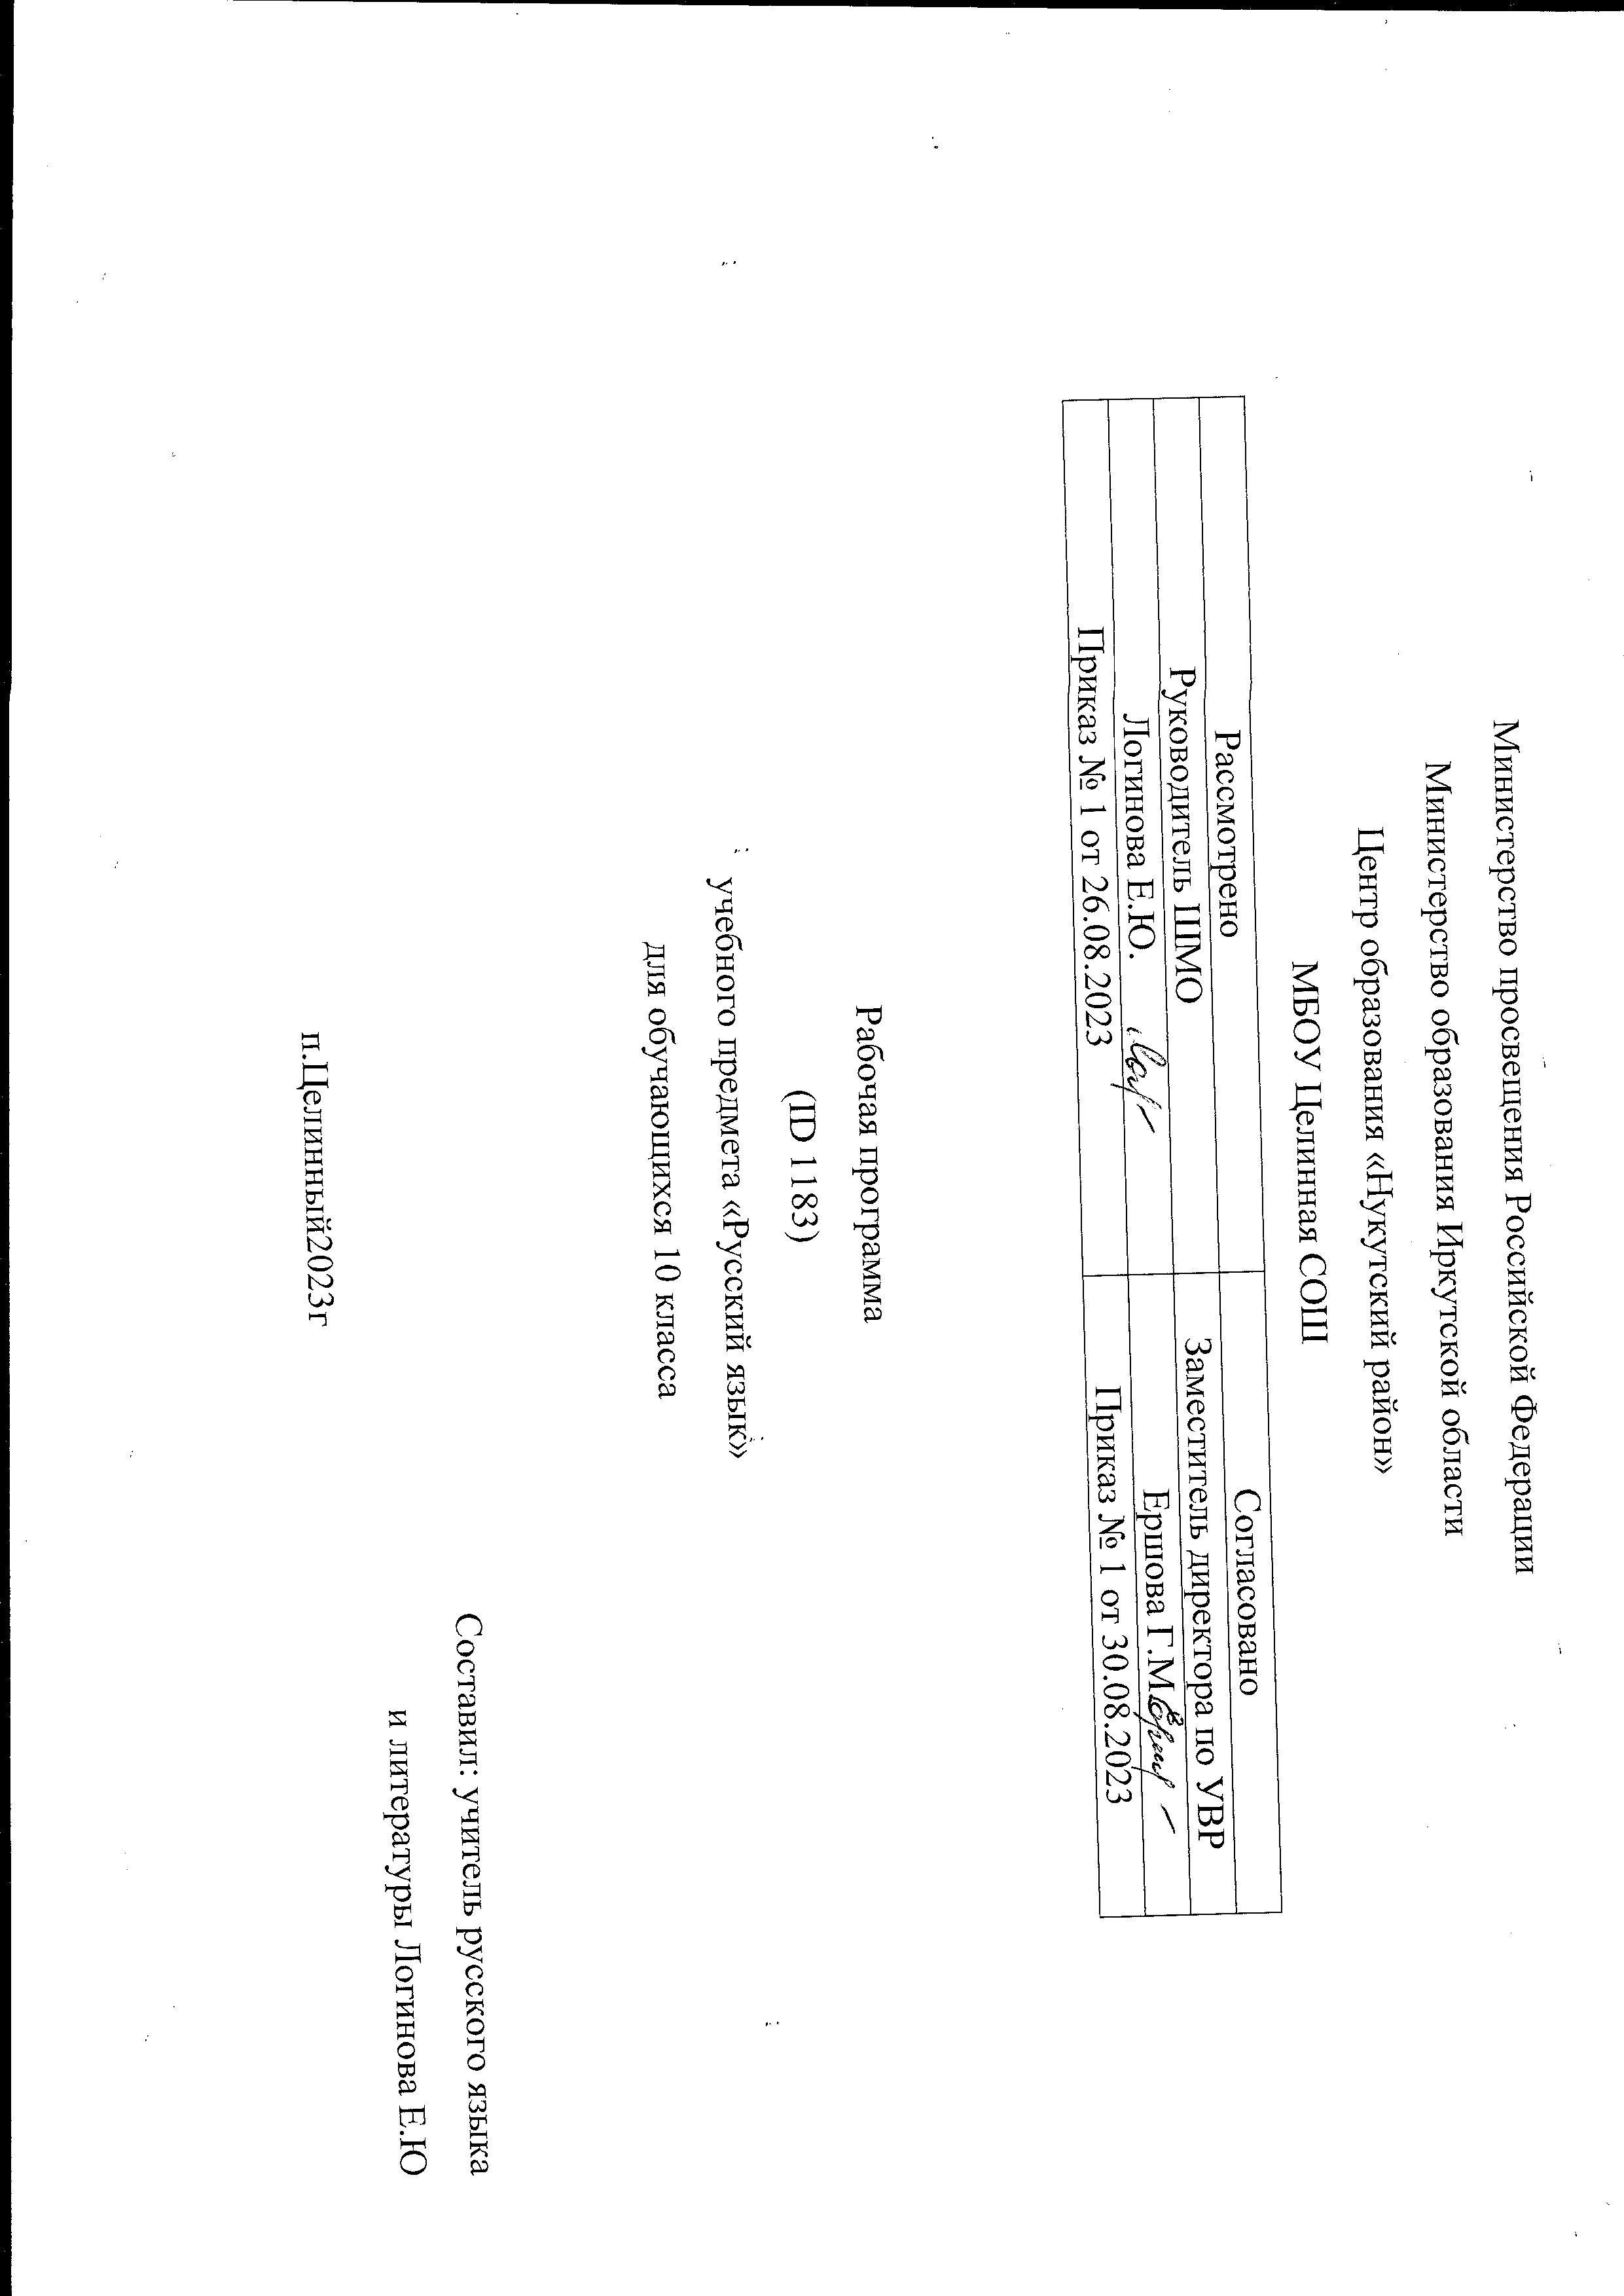 Министерство просвещения Российской Федерации
Министерство образования Иркутской области
Центр образования «Нукутский район»
МБОУ Целинная СОШ
Рассмотрено Согласовано
Руководитель ШМО Заместитель директора по УВР
Логинова Е.Ю. Ершова Г.М
Приказ № 1 от 26.08.2023 Приказ № 1 от 30.08.2023
Рабочая программа
(ID 1183)
учебного предмета «Русский язык»
для обучающихся 10 класса
Составил: учитель русского языка
и литературы Логинова Е.Ю
п.Целинный2023г